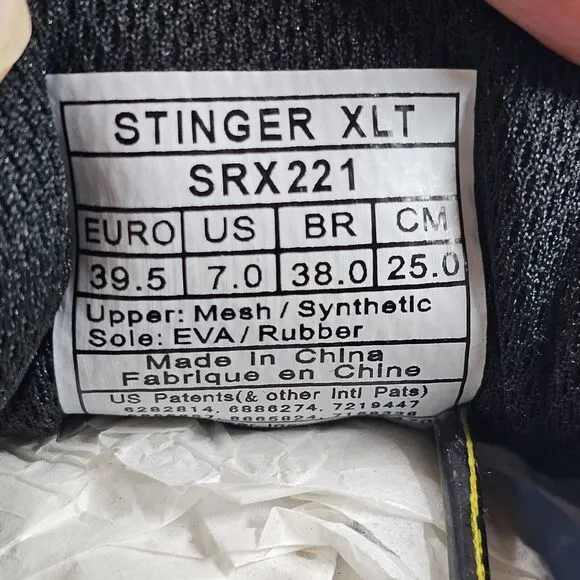 STINGER XLT
SRX221
EURO US BR CM
39.5 7.0 38.0 25.0
Upper: Mesh / Synthetic
Sole: EVA / Rubber
Made in China
Fabrique en Chine
US Patents(& other Intl Pats)
6282814, 6886274, 7219447